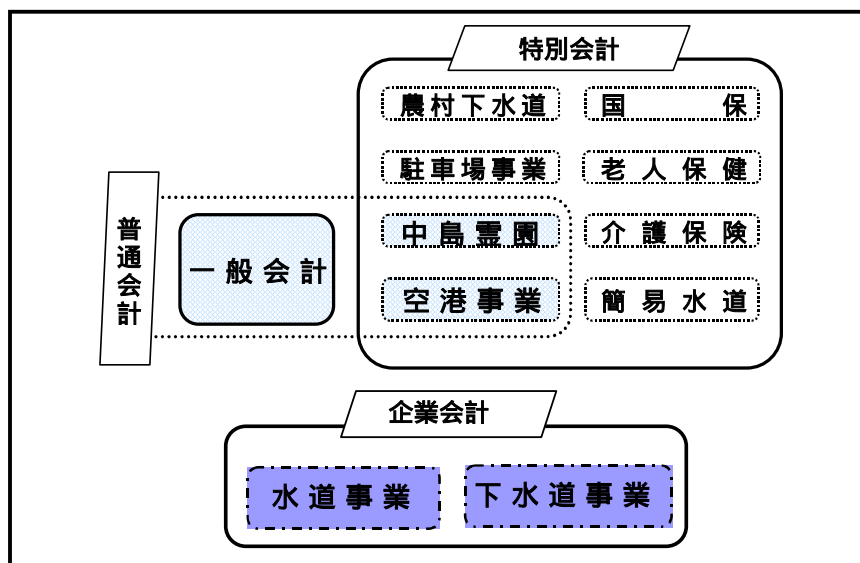 特別会計
農村下水道
国保
駐車場事業
老人保健
普通会計
一般会計
中島霊園
介護保険
空港事業
簡易水道
企業会計
水道事業
下水道事業